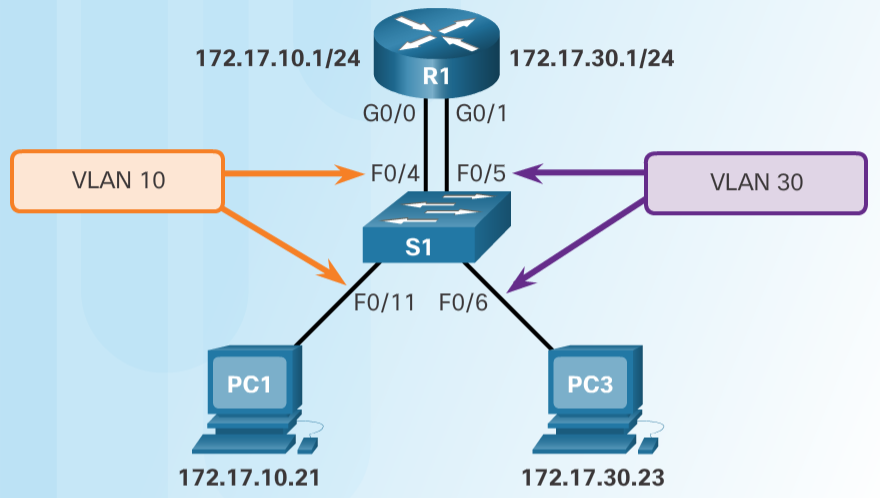 172.17.10.1/24
R1
172.17.30.1/24
G0/0
G0/1
VLAN 10
F0/4
F0/5
VLAN 30
S1
F0/11
F0/6
PC1
PC3
172.17.10.21
172.17.30.23